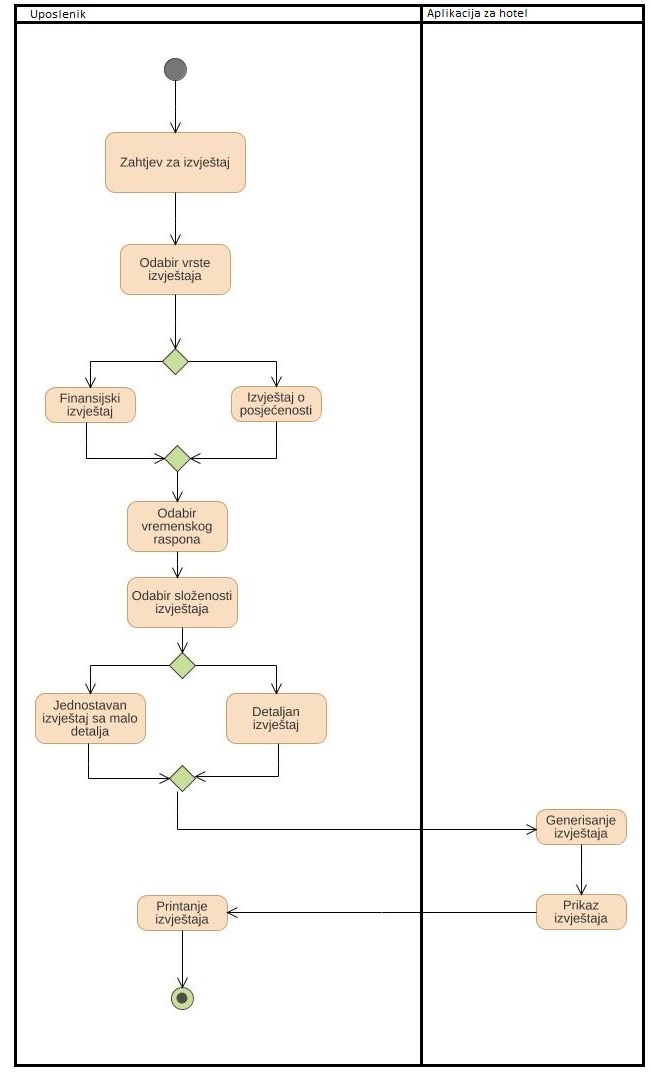 Uposlenik
Aplikacija za hotel
Zahtjev za izvještaj
Odabir vrste
izvještaja
Finansijski
izvještaj
Izvještaj o
posjećenosti
Odabir
vremenskog
raspona
Odabir složenosti
izvještaja
Jednostavan
izvještaj sa malo
detalja
Detaljan
izvještaj
Generisanje
izvještaja
Prikaz
izvještaja
Printanje
izvještaja